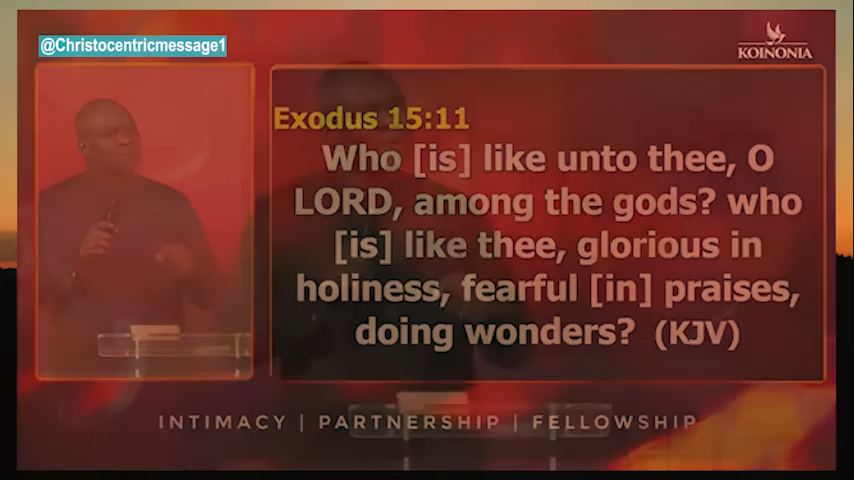 @Christocentricmessage1
KOINONIA
Exodus 15:11
Who [is] like unto thee, O
LORD, among the gods? who
[is] like thee, glorious in
holiness, fearful [in] praises,
doing wonders? (KJV)
INTIMACY | PARTNERSHIP | FELLOWSHIP